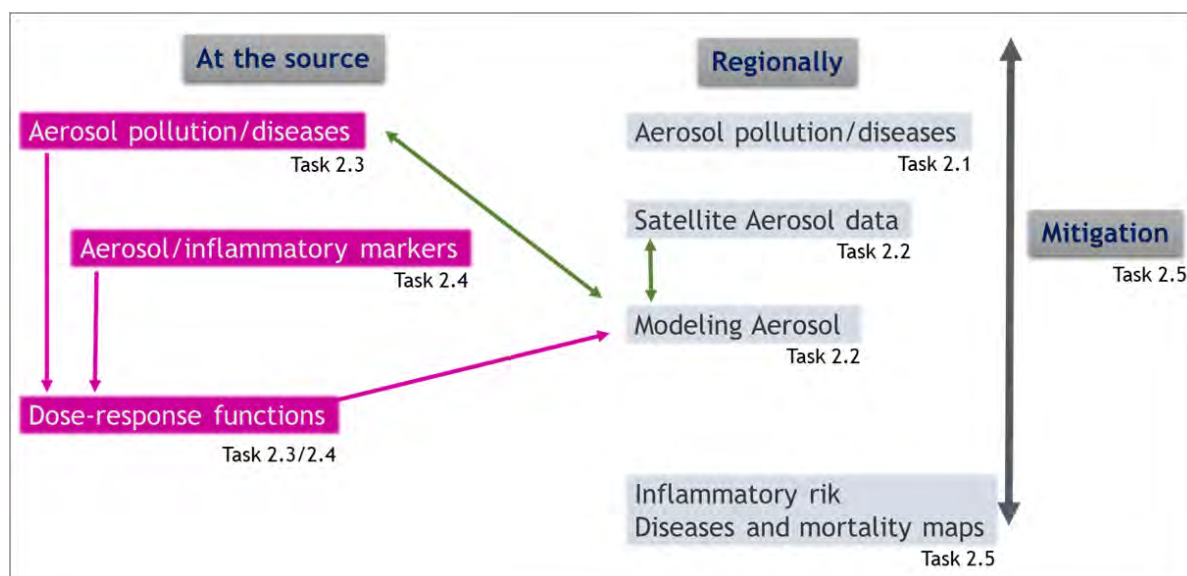 At the source
Aerosol pollution/diseases
Task 2.3
Aerosol/inflammatory markers
Task 2.4
Dose-response functions
Task 2.3/2.4
Regionally
Aerosol pollution/diseases
Task 2.1
Satellite Aerosol data
Task 2.2
Modeling Aerosol
Task 2.2
Inflammatory rik
Diseases and mortality maps
Task 2.5
Mitigation
Task 2.5